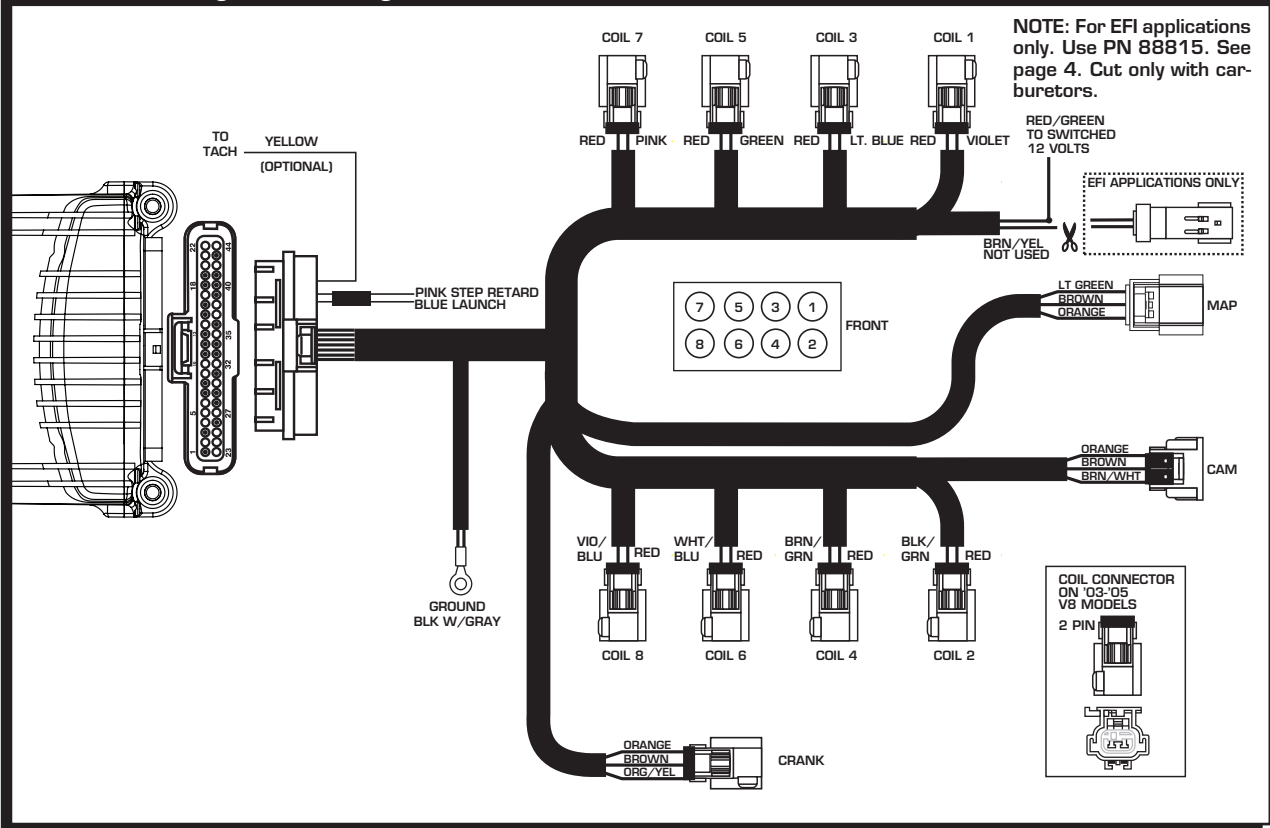 COIL 7
COIL 5
COIL 3
COIL 1
NOTE: For EFI applications
only. Use PN 88815. See
page 4. Cut only with car-
buretors.
RED/GREEN
TO SWITCHED
12 VOLTS
TO
TACH
YELLOW
(OPTIONAL)
RED PINK
RED GREEN
RED LT. BLUE
RED VIOLET
EFI APPLICATIONS ONLY
BRN/YEL
NOT USED
22
44
18
40
35
32
5
27
1
23
PINK STEP RETARD
BLUE LAUNCH
7 5 3 1
8 6 4 2
FRONT
LT GREEN
BROWN
ORANGE
MAP
ORANGE
BROWN
BRN/WHT
CAM
VIO/
BLU
RED
WHT/
BLU
RED
BRN/
GRN
RED
BLK/
GRN
RED
GROUND
BLK W/GRAY
COIL 8
COIL 6
COIL 4
COIL 2
COIL CONNECTOR
ON '03-'05
V8 MODELS
2 PIN
ORANGE
BROWN
ORG/YEL
CRANK